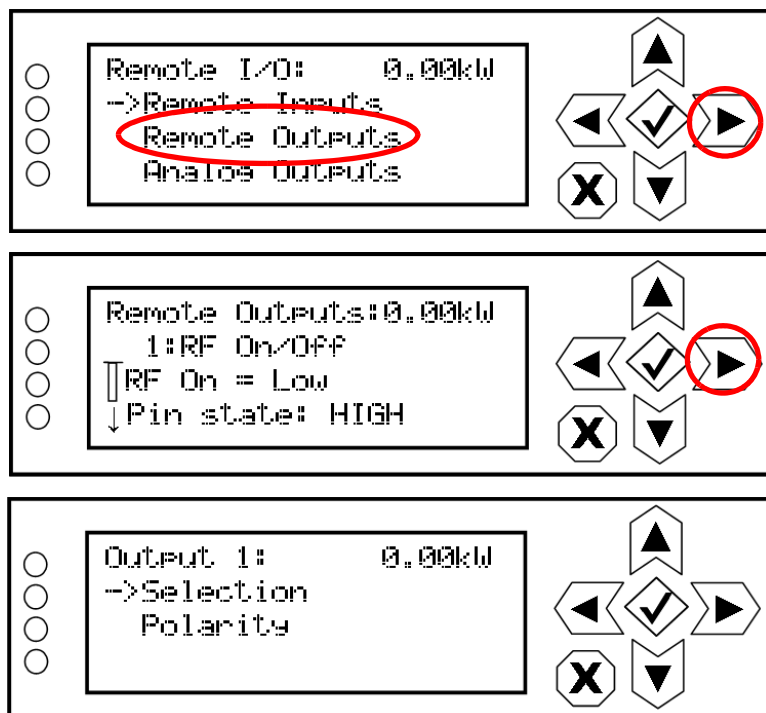 Remote I/O: 0.00kW
->Remote Inputs
Remote Outputs
Analog Outputs
X
Remote Outputs:0.00kW
1:RF On/Off
RF On = Low
↓Pin state: HIGH
X
Output 1: 0.00kW
->Selection
Polarity
X